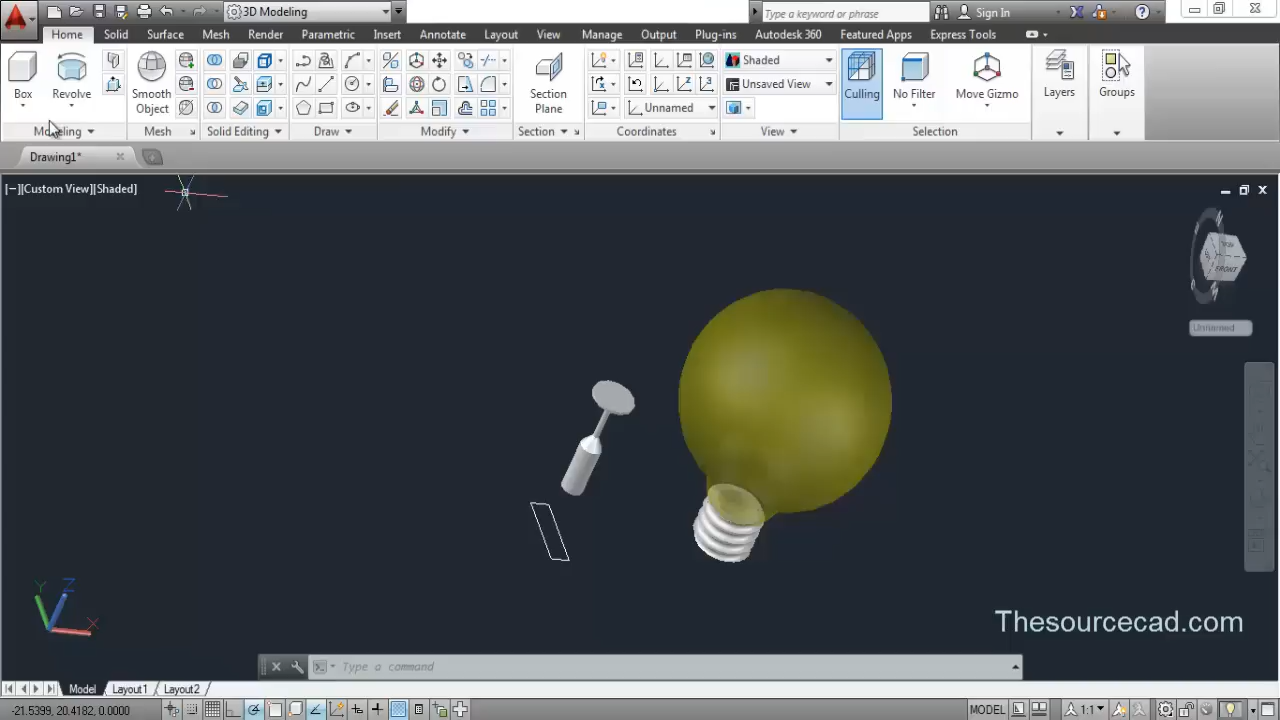 3D Modeling
Type a keyword or phrase
Sign In
Home Solid Surface Mesh Render Parametric Insert Annotate Layout View Manage Output Plug-ins Autodesk 360 Featured Apps Express Tools
Box
Revolve
Smooth
Object
Section
Plane
Shaded
Unsaved View
Unnamed
Culling
No Filter
Move Gizmo
Layers
Groups
Modeling
Mesh
Solid Editing
Draw
Modify
Section
Coordinates
View
Selection
Drawing1*
[−][Custom View][Shaded]
FRONT
Unnamed
Y
Z
X
Thesourcecad.com
Type a command
Model Layout1 Layout2
-21.5399, 20.4182, 0.0000
MODEL
1:1